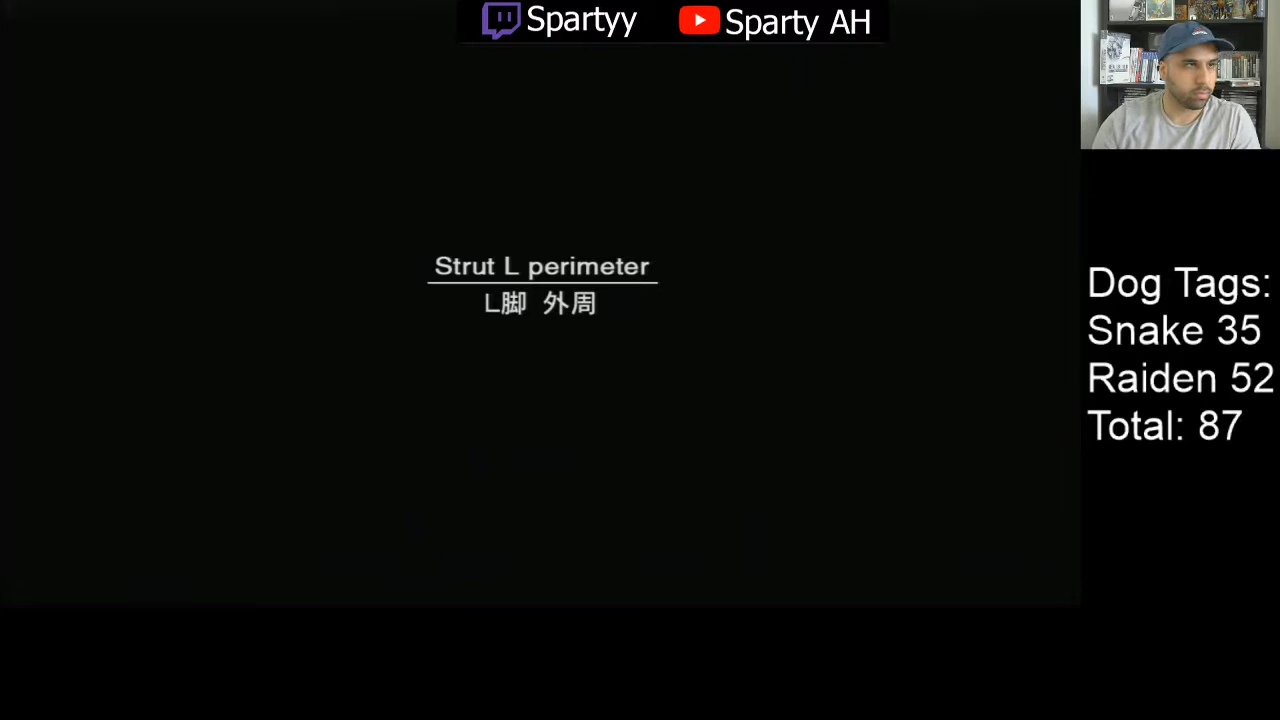 Spartyy Sparty AH
Strut L perimeter
L脚 外周
Dog Tags:
Snake 35
Raiden 52
Total: 87